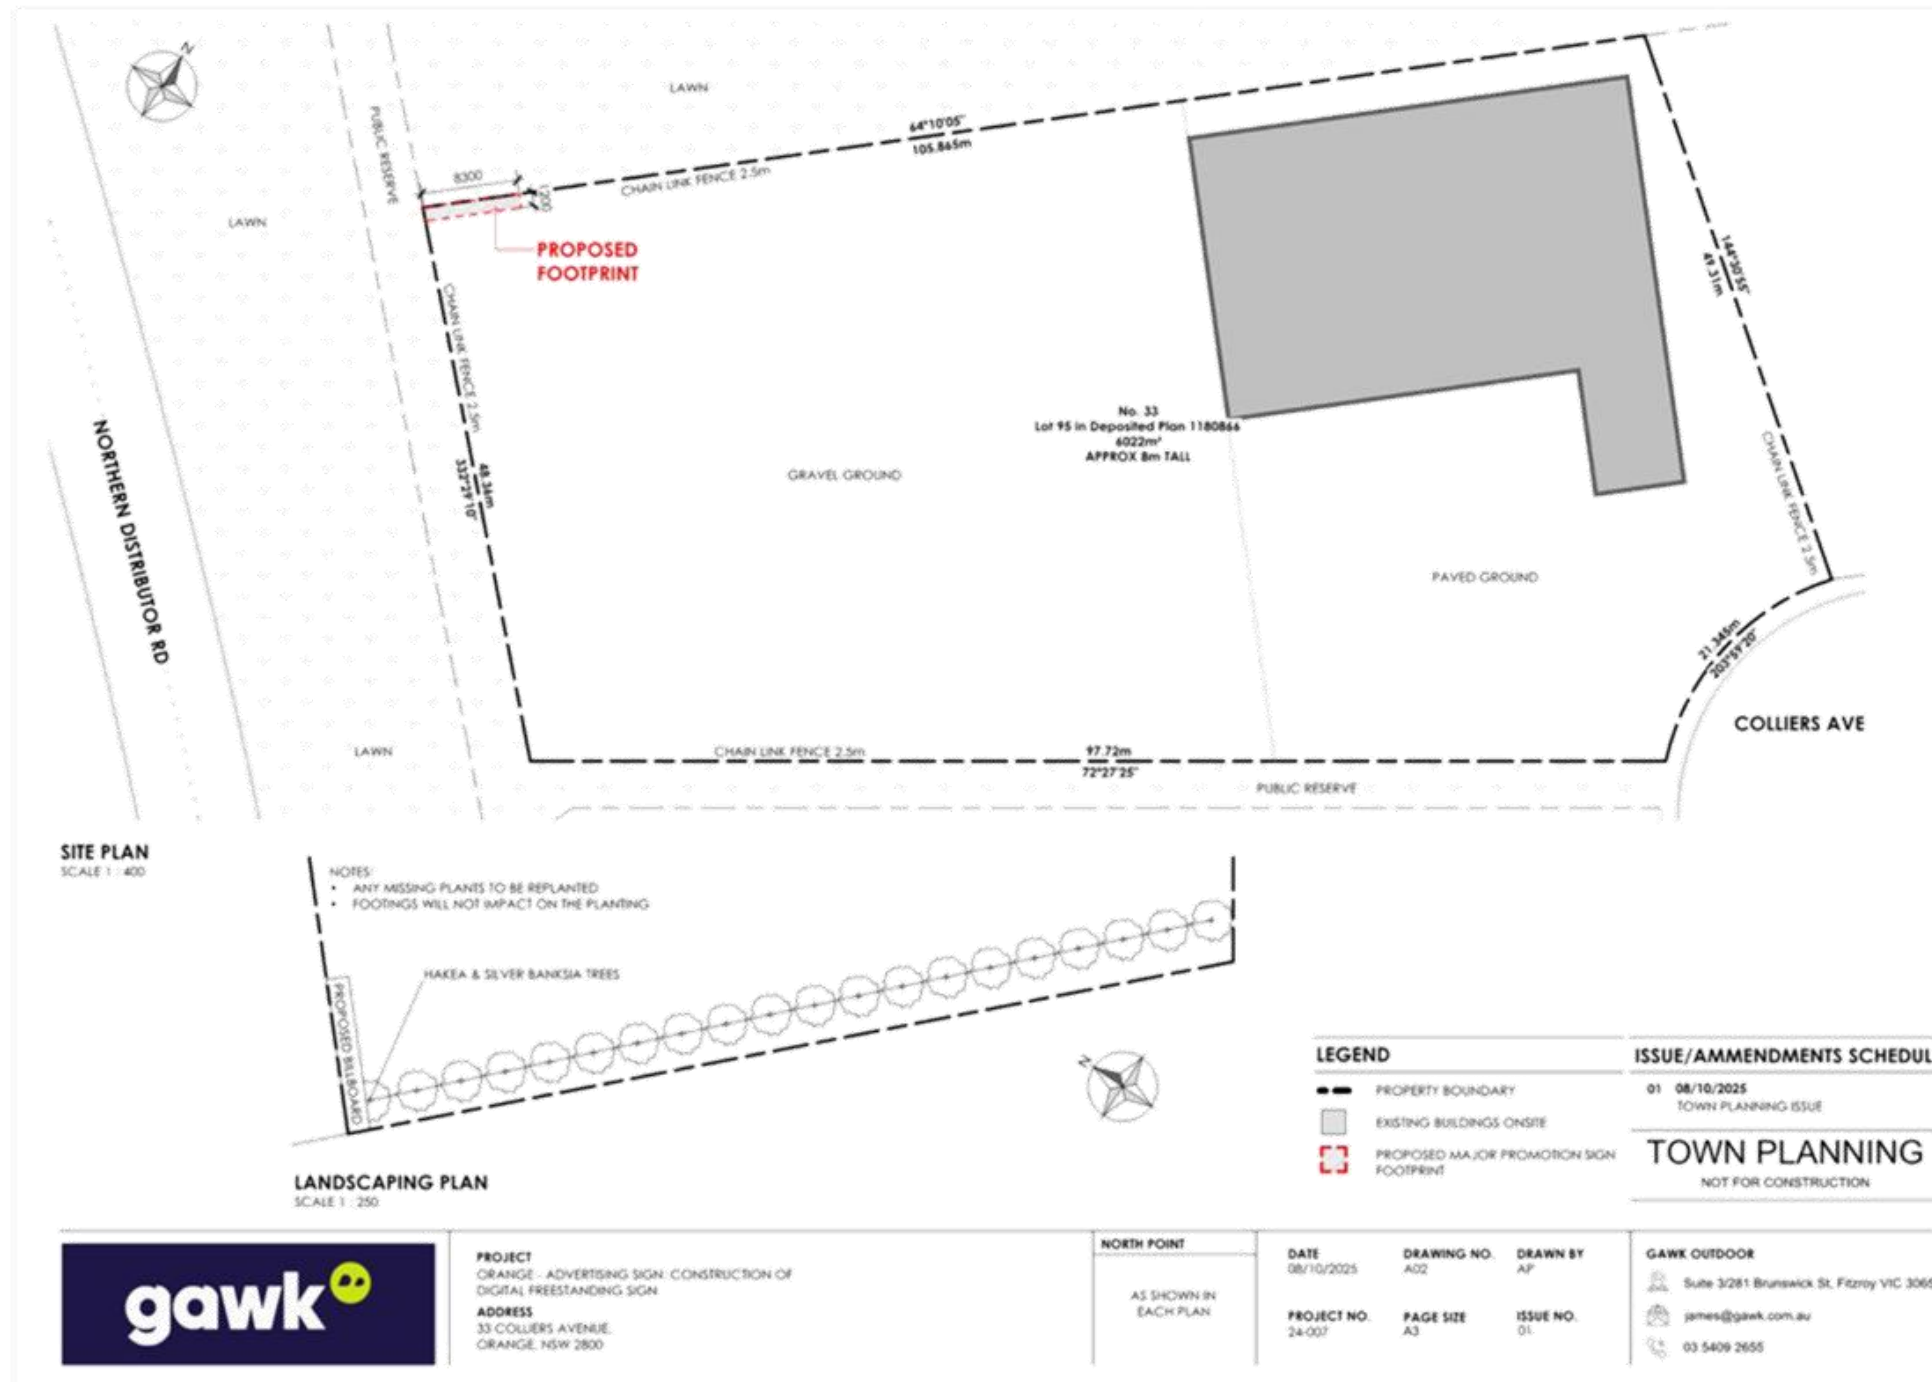 N
LAWN
PUBLIC RESERVE
64°10'05"
105.865m
8300
1200
CHAIN LINK FENCE 2.5m
LAWN
PROPOSED
FOOTPRINT
144°30'55"
49.31m
CHAIN LINK FENCE 2.5m
NORTHERN DISTRIBUTOR RD
48.36m
332°29'10"
No. 33
Lot 95 in Deposited Plan 1180866
6022m²
APPROX 8m TALL
GRAVEL GROUND
CHAIN LINK FENCE 2.5m
PAVED GROUND
21.345m
203°59'20"
COLLIERS AVE
LAWN
CHAIN LINK FENCE 2.5m
97.72m
72°27'25"
PUBLIC RESERVE
SITE PLAN
SCALE 1 : 400
NOTES:
• ANY MISSING PLANTS TO BE REPLANTED
• FOOTINGS WILL NOT IMPACT ON THE PLANTING
HAKEA & SILVER BANKSIA TREES
PROPOSED BILLBOARD
N
LANDSCAPING PLAN
SCALE 1 : 250
LEGEND
PROPERTY BOUNDARY
EXISTING BUILDINGS ONSITE
PROPOSED MAJOR PROMOTION SIGN
FOOTPRINT
ISSUE/AMMENDMENTS SCHEDUL
01 08/10/2025
TOWN PLANNING ISSUE
TOWN PLANNING
NOT FOR CONSTRUCTION
gawk
PROJECT
ORANGE - ADVERTISING SIGN: CONSTRUCTION OF
DIGITAL FREESTANDING SIGN
ADDRESS
33 COLLIERS AVENUE,
ORANGE, NSW 2800
NORTH POINT
AS SHOWN IN
EACH PLAN
DATE
08/10/2025
DRAWING NO.
A02
DRAWN BY
AP
PROJECT NO.
24-007
PAGE SIZE
A3
ISSUE NO.
01
GAWK OUTDOOR
Suite 3/281 Brunswick St, Fitzroy VIC 3065
james@gawk.com.au
03 5409 2655